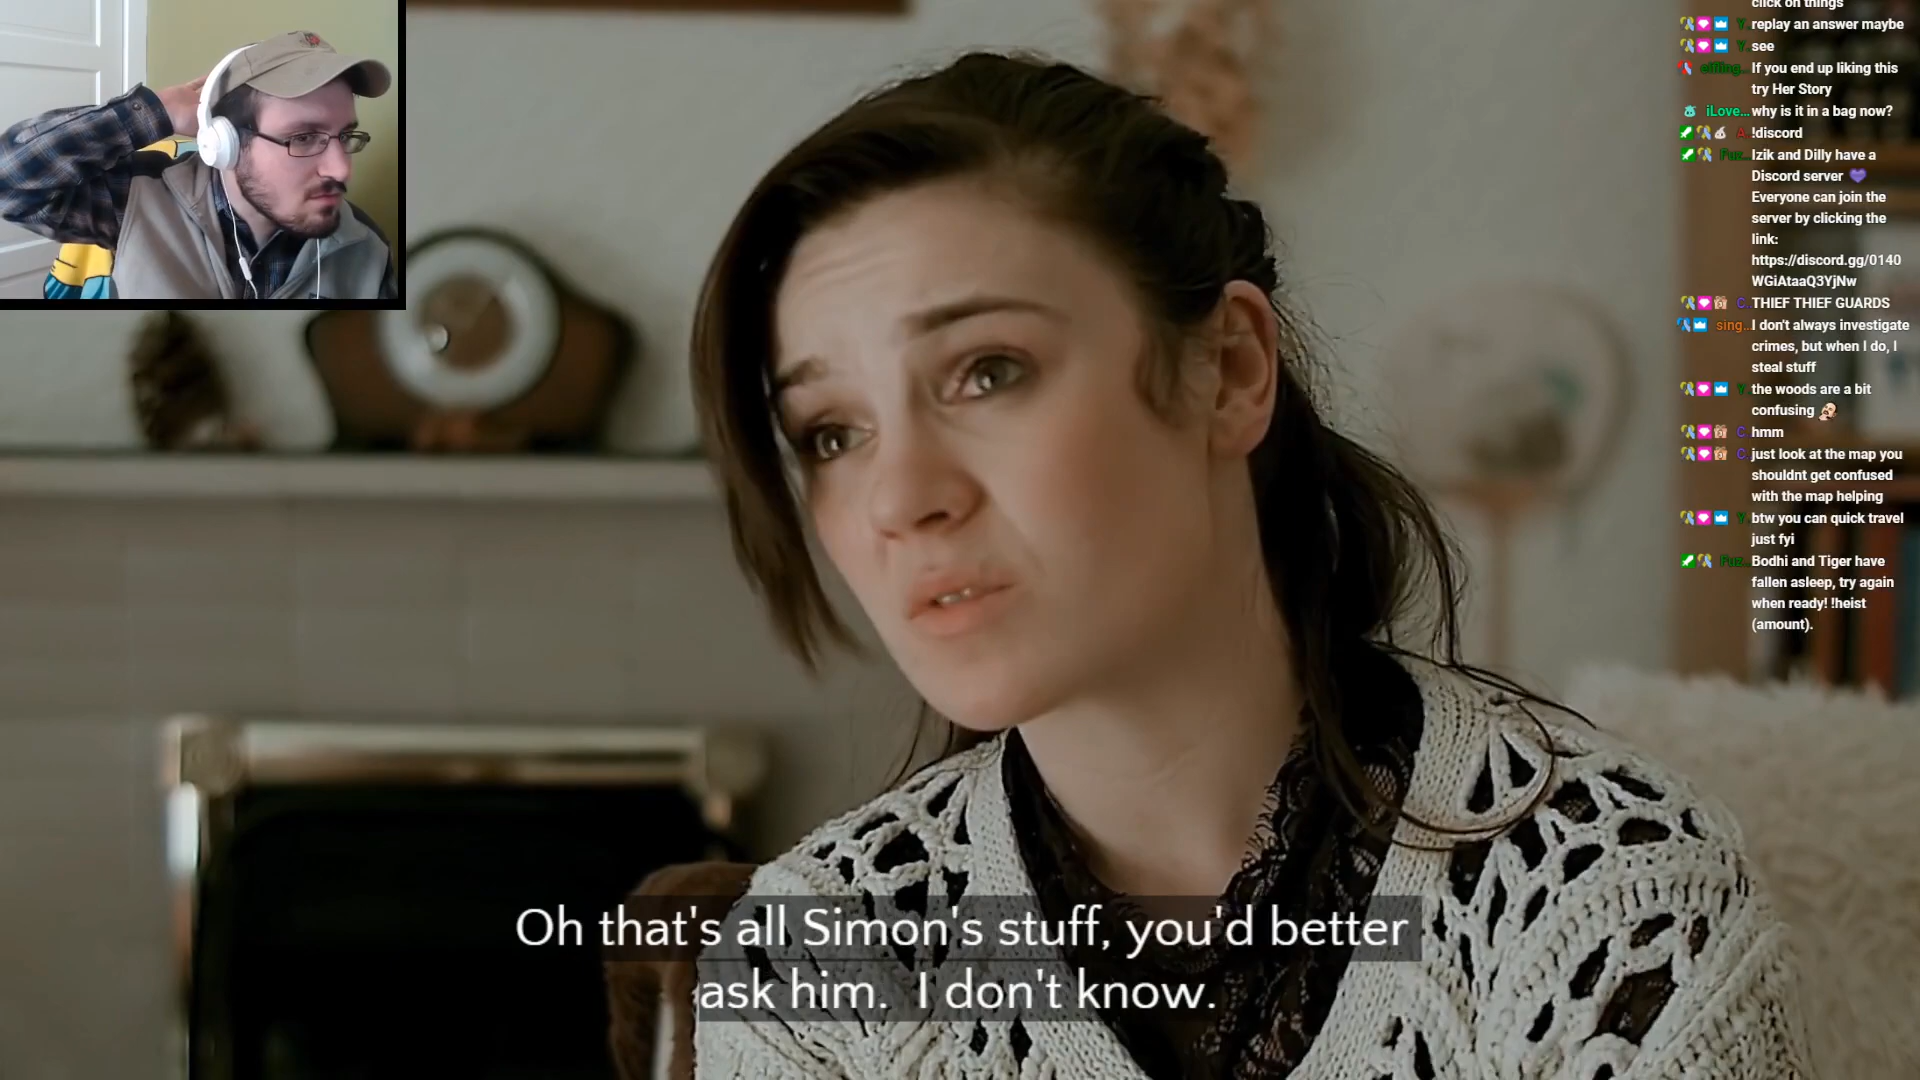 click on things
replay an answer maybe
see
If you end up liking this
try Her Story
iLove... why is it in a bag now?
!discord
Izik and Dilly have a
Discord server
Everyone can join the
server by clicking the
link:
https://discord.gg/0140
WGiAtaaQ3YjNw
THIEF THIEF GUARDS
sing... I don't always investigate
crimes, but when I do, I
steal stuff
the woods are a bit
confusing
hmm
just look at the map you
shouldnt get confused
with the map helping
btw you can quick travel
just fyi
Bodhi and Tiger have
fallen asleep, try again
when ready! !heist
(amount).
Oh that's all Simon's stuff, you'd better
ask him. I don't know.